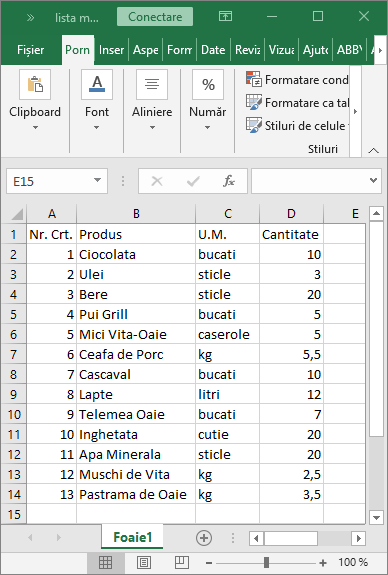 » lista m... Conectare
Fișier Porn Inser Aspe Form Date Reviz Vizua Ajuto ABBY A
Clipboard Font Aliniere % Număr Formatare cond
Formatare ca tal
Stiluri de celule
Stiluri
E15 fx
A B C D E
1 Nr. Crt. Produs U.M. Cantitate
2 1 Ciocolata bucati 10
3 2 Ulei sticle 3
4 3 Bere sticle 20
5 4 Pui Grill bucati 5
6 5 Mici Vita-Oaie caserole 5
7 6 Ceafa de Porc kg 5,5
8 7 Cascaval bucati 10
9 8 Lapte litri 12
10 9 Telemea Oaie bucati 7
11 10 Inghetata cutie 20
12 11 Apa Minerala sticle 20
13 12 Muschi de Vita kg 2,5
14 13 Pastrama de Oaie kg 3,5
15
Foaie1
100 %